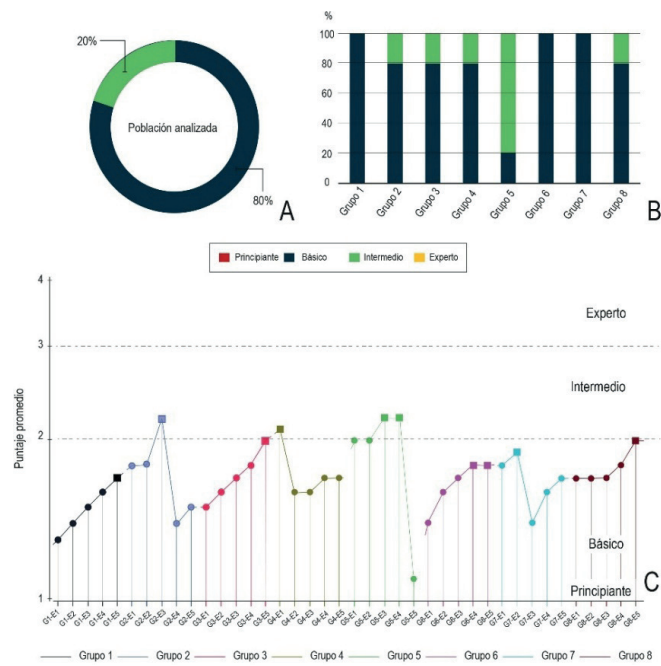 20%
Población analizada
80%
A
%
100
80
60
40
20
0
Grupo 1
Grupo 2
Grupo 3
Grupo 4
Grupo 5
Grupo 6
Grupo 7
Grupo 8
B
Principiante Básico Intermedio Experto
Puntaje promedio
4
3
2
1
Experto
Intermedio
Básico
Principiante
C
G1-E1
G1-E2
G1-E3
G1-E4
G1-E5
G2-E1
G2-E2
G2-E3
G2-E4
G2-E5
G3-E1
G3-E2
G3-E3
G3-E4
G3-E5
G4-E1
G4-E2
G4-E3
G4-E4
G4-E5
G5-E1
G5-E2
G5-E3
G5-E4
G5-E5
G6-E1
G6-E2
G6-E3
G6-E4
G6-E5
G7-E1
G7-E2
G7-E3
G7-E4
G7-E5
G8-E1
G8-E2
G8-E3
G8-E4
G8-E5
Grupo 1 Grupo 2 Grupo 3 Grupo 4 Grupo 5 Grupo 6 Grupo 7 Grupo 8